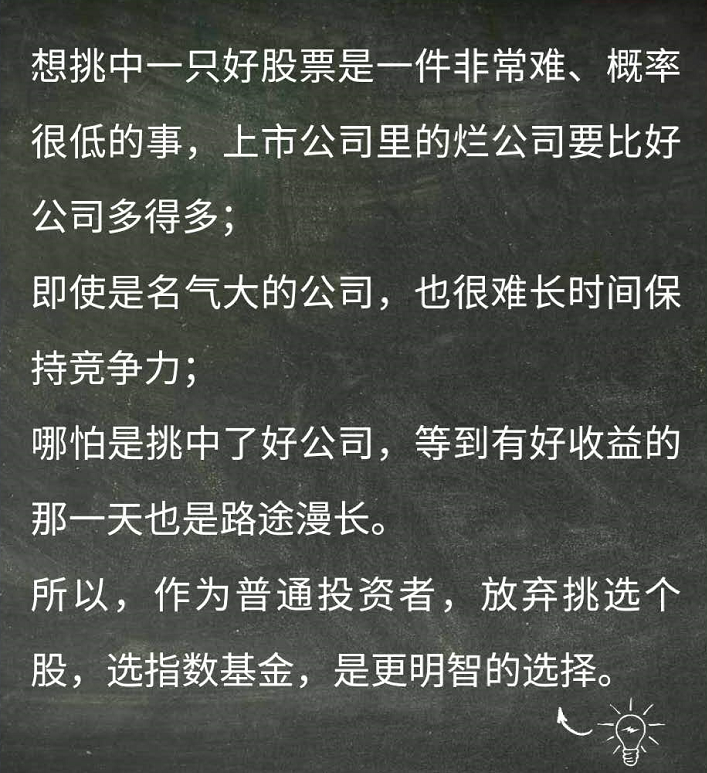 想挑中一只好股票是一件非常难、概率
很低的事，上市公司里的烂公司要比好
公司多得多；
即使是名气大的公司，也很难长时间保
持竞争力；
哪怕是挑中了好公司，等到有好收益的
那一天也是路途漫长。
所以，作为普通投资者，放弃挑选个
股，选指数基金，是更明智的选择。